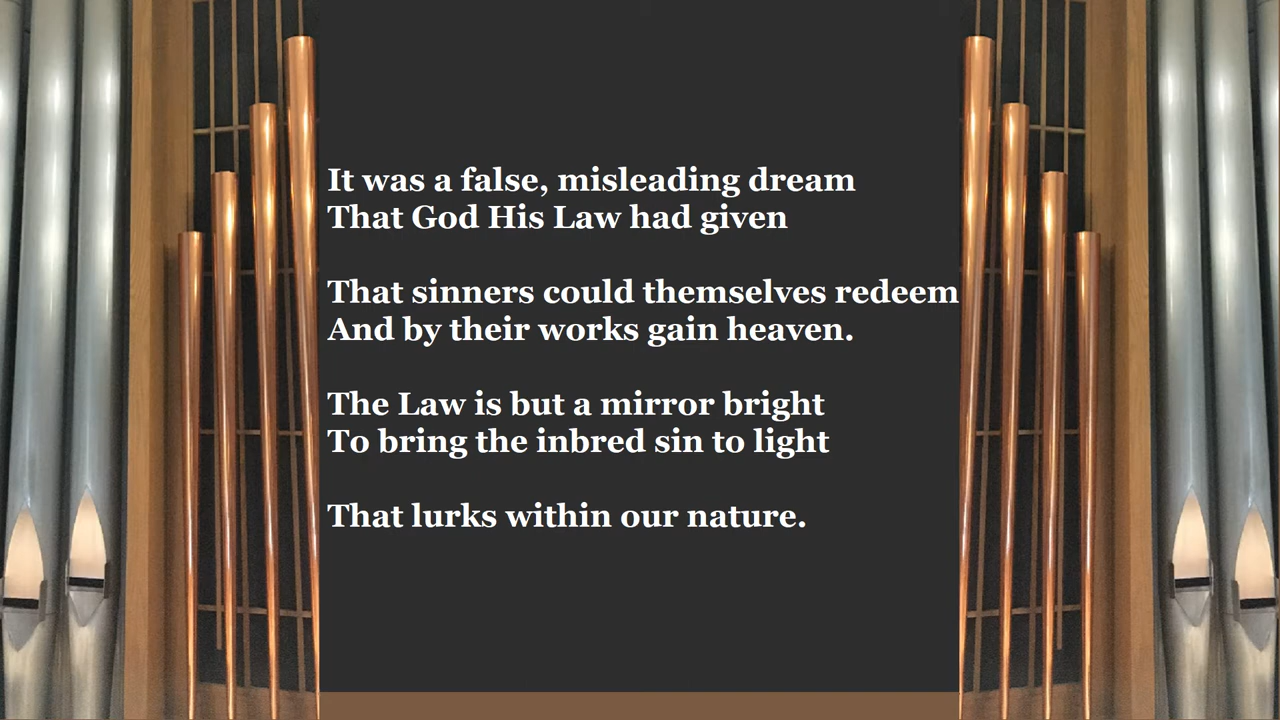 It was a false, misleading dream
That God His Law had given
That sinners could themselves redeem
And by their works gain heaven.
The Law is but a mirror bright
To bring the inbred sin to light
That lurks within our nature.